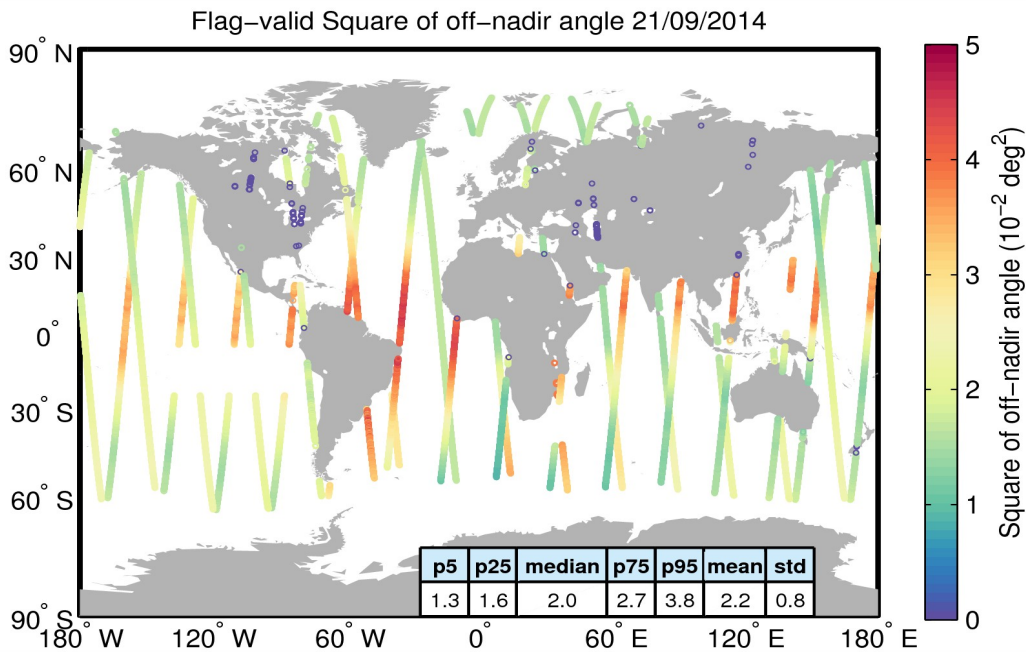 Flag−valid Square of off−nadir angle 21/09/2014
90° N
60° N
30° N
0°
30° S
60° S
90° S
180° W
120° W
60° W
0°
60° E
120° E
180° E
p5 p25 median p75 p95 mean std
1.3 1.6 2.0 2.7 3.8 2.2 0.8
5
4
3
2
1
0
Square of off−nadir angle (10⁻² deg²)